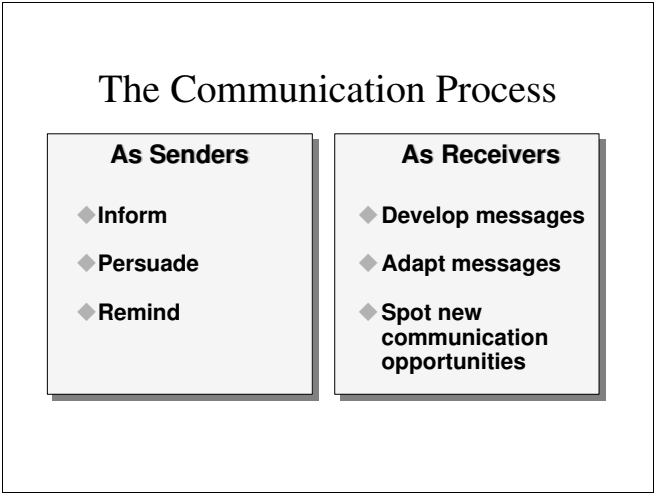 The Communication Process
As Senders
Inform
Persuade
Remind
As Receivers
Develop messages
Adapt messages
Spot new
communication
opportunities